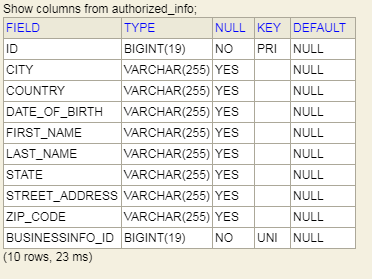 Show columns from authorized_info;
FIELD TYPE NULL KEY DEFAULT
ID BIGINT(19) NO PRI NULL
CITY VARCHAR(255) YES NULL
COUNTRY VARCHAR(255) YES NULL
DATE_OF_BIRTH VARCHAR(255) YES NULL
FIRST_NAME VARCHAR(255) YES NULL
LAST_NAME VARCHAR(255) YES NULL
STATE VARCHAR(255) YES NULL
STREET_ADDRESS VARCHAR(255) YES NULL
ZIP_CODE VARCHAR(255) YES NULL
BUSINESSINFO_ID BIGINT(19) NO UNI NULL
(10 rows, 23 ms)